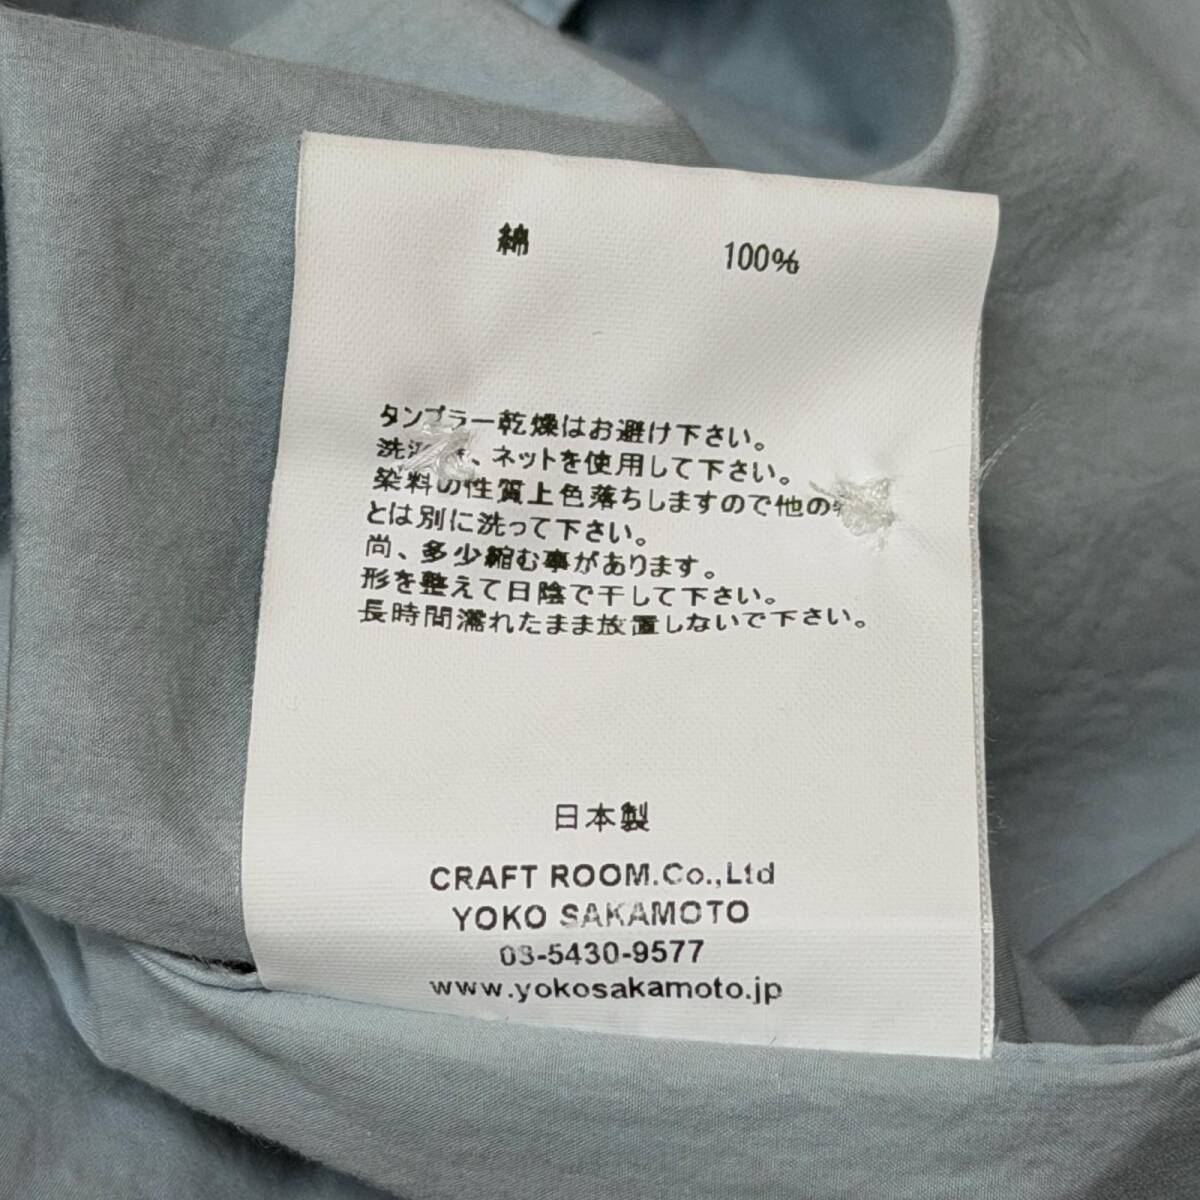 綿 100%
タンブラー乾燥はお避け下さい。
洗濯時、ネットを使用して下さい。
染料の性質上色落ちしますので他の物
とは別に洗って下さい。
尚、多少縮む事があります。
形を整えて日陰で干して下さい。
長時間濡れたまま放置しないで下さい。
日本製
CRAFT ROOM.Co.,Ltd
YOKO SAKAMOTO
03-5430-9577
www.yokosakamoto.jp